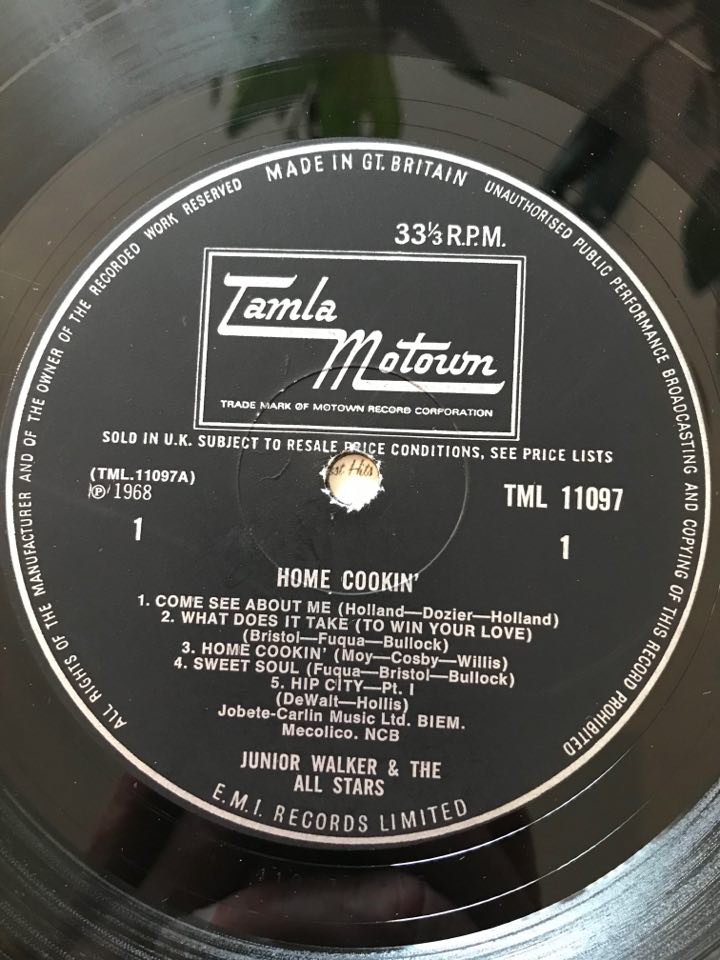 MADE IN GT. BRITAIN
UNAUTHORISED PUBLIC PERFORMANCE BROADCASTING AND COPYING OF THIS RECORD PROHIBITED
ALL RIGHTS OF THE MANUFACTURER AND OF THE OWNER OF THE RECORDED WORK RESERVED
33⅓ R.P.M.
Tamla
Motown
TRADE MARK OF MOTOWN RECORD CORPORATION
SOLD IN U.K. SUBJECT TO RESALE PRICE CONDITIONS, SEE PRICE LISTS
Hits
(TML.11097A)
℗ 1968
TML 11097
1
1
HOME COOKIN'
1. COME SEE ABOUT ME (Holland—Dozier—Holland)
2. WHAT DOES IT TAKE (TO WIN YOUR LOVE)
(Bristol—Fuqua—Bullock)
3. HOME COOKIN' (Moy—Cosby—Willis)
4. SWEET SOUL (Fuqua—Bristol—Bullock)
5. HIP CITY—Pt. I
(DeWalt—Hollis)
Jobete-Carlin Music Ltd. BIEM.
Mecolico. NCB
JUNIOR WALKER & THE
ALL STARS
E.M.I. RECORDS LIMITED